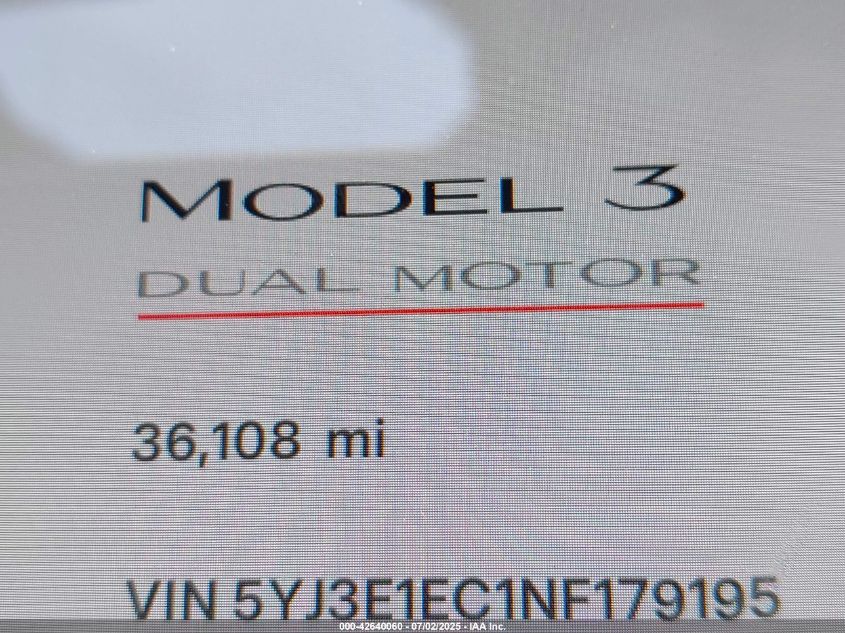 MODEL 3
DUAL MOTOR
36,108 mi
VIN 5YJ3E1EC1NF179195
000-42640060 - 07/02/2025 - IAA Inc.